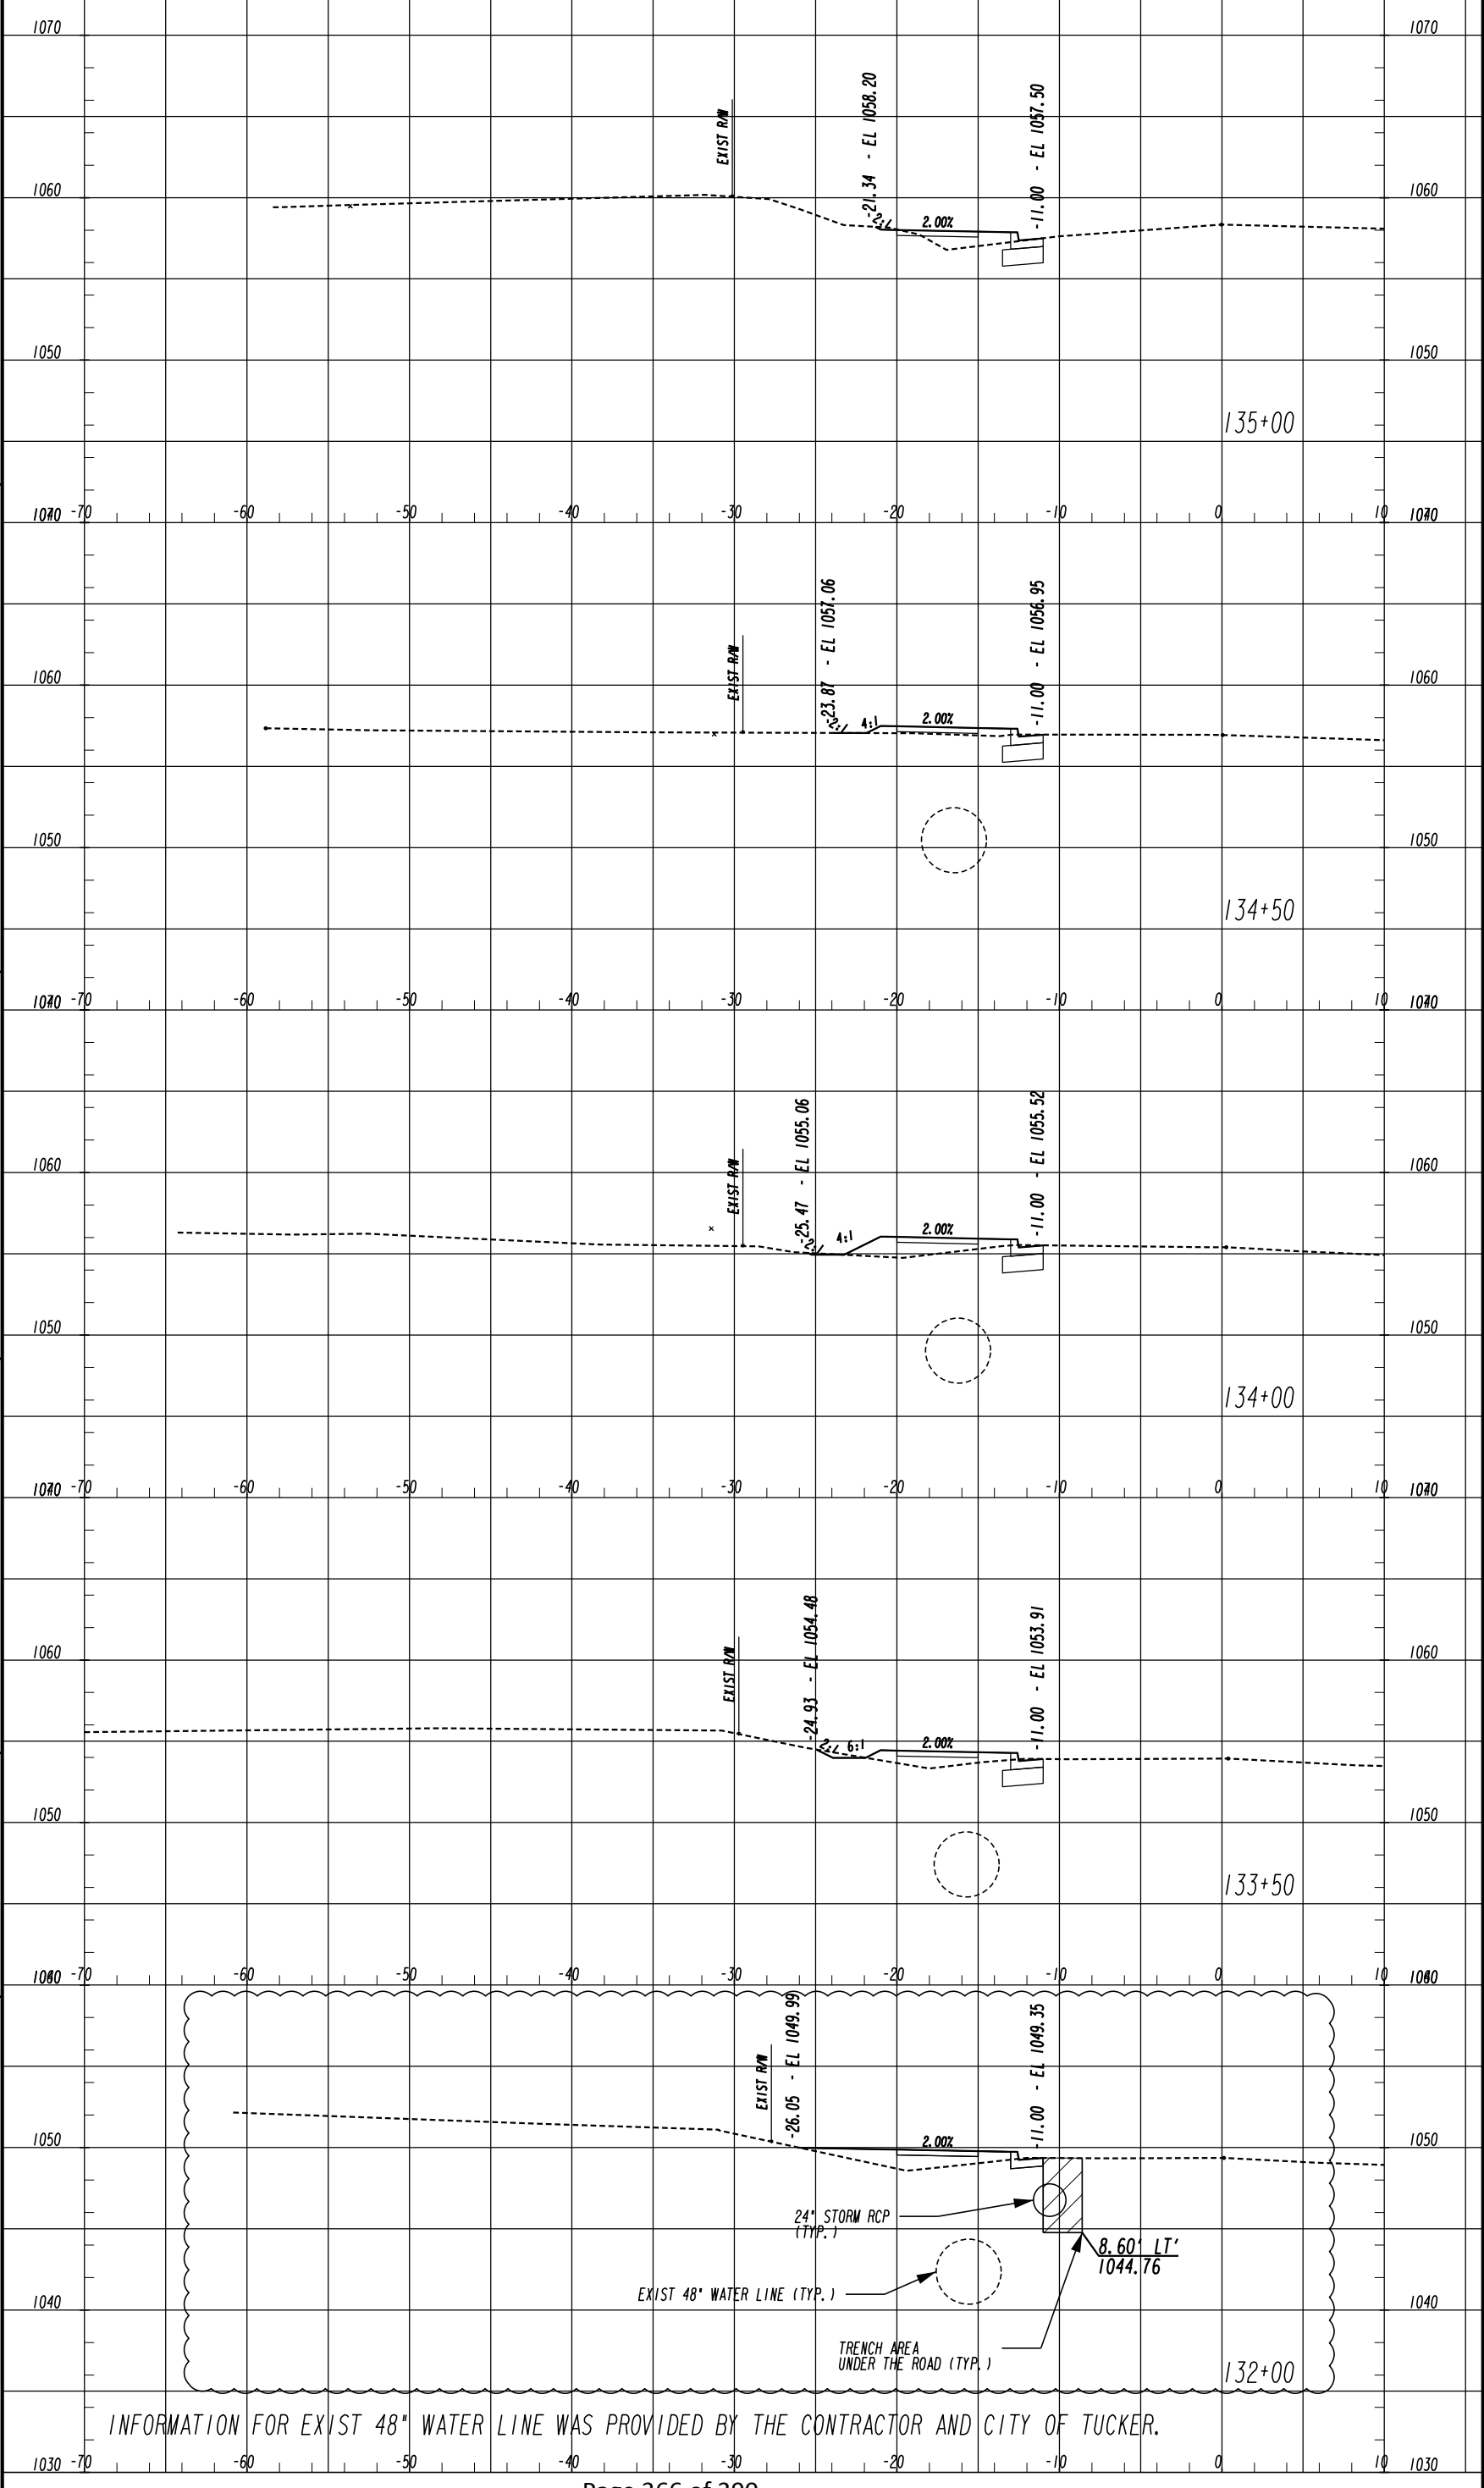 1070 1070
EXIST R/W
-21.34 - EL 1058.20
-11.00 - EL 1057.50
1060 1060
-2:1 2.00%
1050 1050
135+00
-70 -60 -50 -40 -30 -20 -10 0 10
EXIST R/W
-23.87 - EL 1057.06
-11.00 - EL 1056.95
1060 1060
-2:1 4:1 2.00%
1050 1050
134+50
-70 -60 -50 -40 -30 -20 -10 0 10
EXIST R/W
-25.47 - EL 1055.06
-11.00 - EL 1055.52
1060 1060
4:1 2.00%
1050 1050
134+00
-70 -60 -50 -40 -30 -20 -10 0 10
EXIST R/W
-24.93 - EL 1054.48
-11.00 - EL 1053.91
1060 1060
-2:1 6:1 2.00%
1050 1050
133+50
-70 -60 -50 -40 -30 -20 -10 0 10
EXIST R/W
-26.05 - EL 1049.99
-11.00 - EL 1049.35
1050 1050
2.00%
24" STORM RCP
(TYP.)
8.60' LT'
1044.76
EXIST 48" WATER LINE (TYP.)
1040 1040
TRENCH AREA
UNDER THE ROAD (TYP.)
132+00
INFORMATION FOR EXIST 48" WATER LINE WAS PROVIDED BY THE CONTRACTOR AND CITY OF TUCKER.
1030 -70 -60 -50 -40 -30 -20 -10 0 10 1030
Page 266 of 299